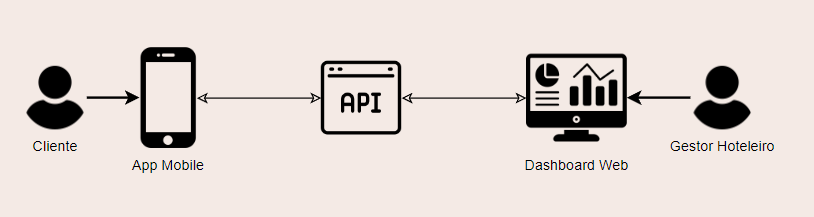 Cliente
App Mobile
API
Dashboard Web
Gestor Hoteleiro